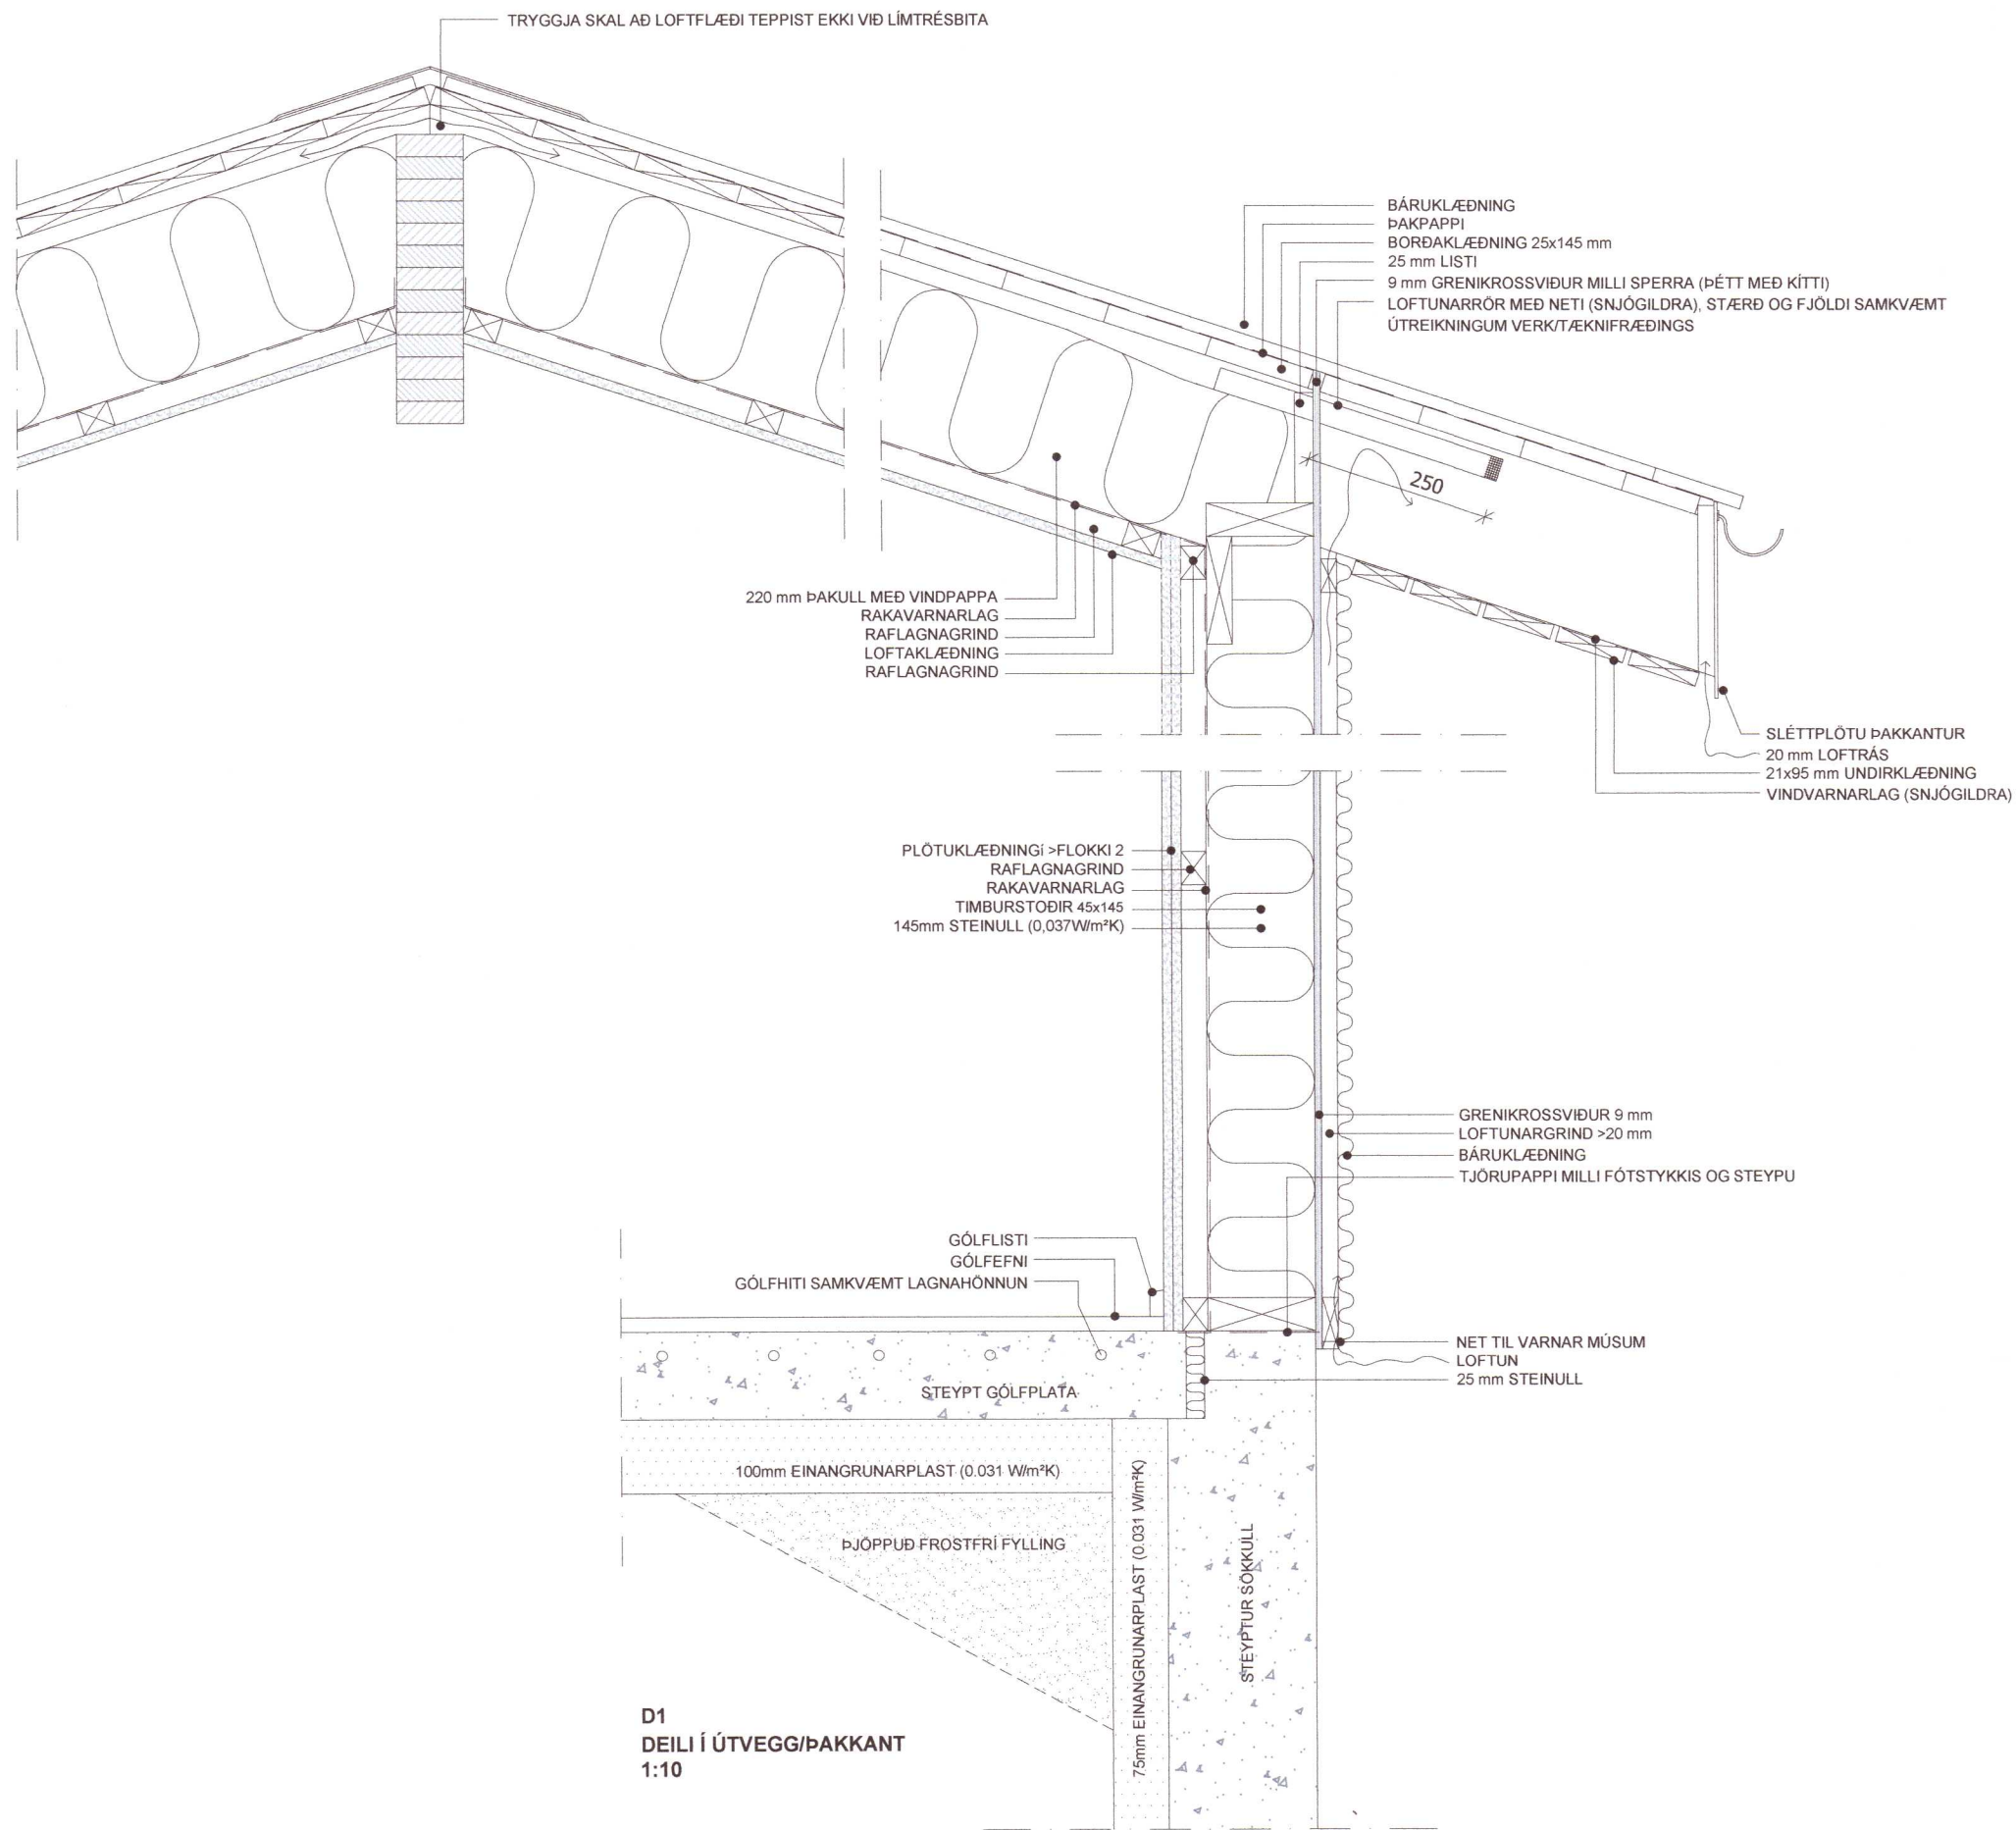 TRYGGJA SKAL AÐ LOFTFLÆÐI TEPPIST EKKI VIÐ LÍMTRÉSBITA
BÁRUKLÆÐNING
ÞAKPAPPI
BORÐAKLÆÐNING 25x145 mm
25 mm LISTI
9 mm GRENIKROSSVIÐUR MILLI SPERRA (ÞÉTT MEÐ KÍTTI)
LOFTUNARRÖR MEÐ NETI (SNJÓGILDRA), STÆRÐ OG FJÖLDI SAMKVÆMT
ÚTREIKNINGUM VERK/TÆKNIFRÆÐINGS
250
220 mm ÞAKULL MEÐ VINDPAPPA
RAKAVARNARLAG
RAFLAGNAGRIND
LOFTAKLÆÐNING
RAFLAGNAGRIND
SLÉTTPLÖTU ÞAKKANTUR
20 mm LOFTRÁS
21x95 mm UNDIRKLÆÐNING
VINDVARNARLAG (SNJÓGILDRA)
PLÖTUKLÆÐNINGí >FLOKKI 2
RAFLAGNAGRIND
RAKAVARNARLAG
TIMBURSTOÐIR 45x145
145mm STEINULL (0,037W/m²K)
GRENIKROSSVIÐUR 9 mm
LOFTUNARGRIND >20 mm
BÁRUKLÆÐNING
TJÖRUPAPPI MILLI FÓTSTYKKIS OG STEYPU
GÓLFLISTI
GÓLFEFNI
GÓLFHITI SAMKVÆMT LAGNAHÖNNUN
NET TIL VARNAR MÚSUM
LOFTUN
25 mm STEINULL
STEYPT GÓLFPLATA
100mm EINANGRUNARPLAST (0.031 W/m²K)
ÞJÖPPUÐ FROSTFRÍ FYLLING
75mm EINANGRUNARPLAST (0.031 W/m²K)
STEYPTUR SÖKKULL
D1
DEILI Í ÚTVEGG/ÞAKKANT
1:10